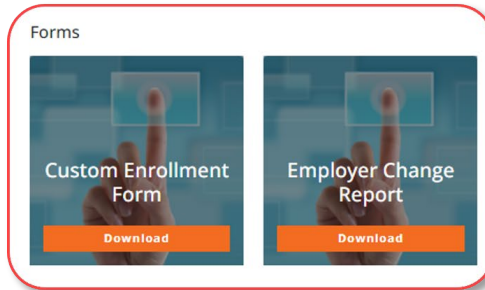 Forms
Custom Enrollment
Form
Download
Employer Change
Report
Download